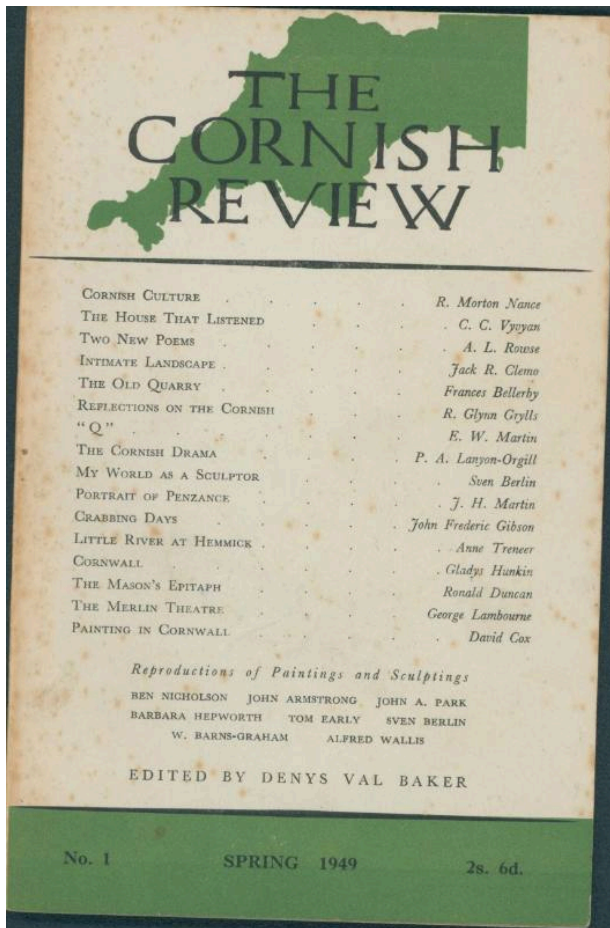 THE
CORNISH
REVIEW
CORNISH CULTURE . . . . . R. Morton Nance
THE HOUSE THAT LISTENED . . . . C. C. Vyvyan
TWO NEW POEMS . . . . . A. L. Rowse
INTIMATE LANDSCAPE . . . . . Jack R. Clemo
THE OLD QUARRY . . . . . Frances Bellerby
REFLECTIONS ON THE CORNISH . . . R. Glynn Grylls
"Q" . . . . . . E. W. Martin
THE CORNISH DRAMA . . . . P. A. Lanyon-Orgill
MY WORLD AS A SCULPTOR . . . . Sven Berlin
PORTRAIT OF PENZANCE . . . . J. H. Martin
CRABBING DAYS . . . . . John Frederic Gibson
LITTLE RIVER AT HEMMICK . . . . . Anne Treneer
CORNWALL . . . . . Gladys Hunkin
THE MASON'S EPITAPH . . . . Ronald Duncan
THE MERLIN THEATRE . . . . George Lambourne
PAINTING IN CORNWALL . . . . . David Cox
Reproductions of Paintings and Sculptings
BEN NICHOLSON JOHN ARMSTRONG JOHN A. PARK
BARBARA HEPWORTH TOM EARLY SVEN BERLIN
W. BARNS-GRAHAM ALFRED WALLIS
EDITED BY DENYS VAL BAKER
No. 1 SPRING 1949 2s. 6d.